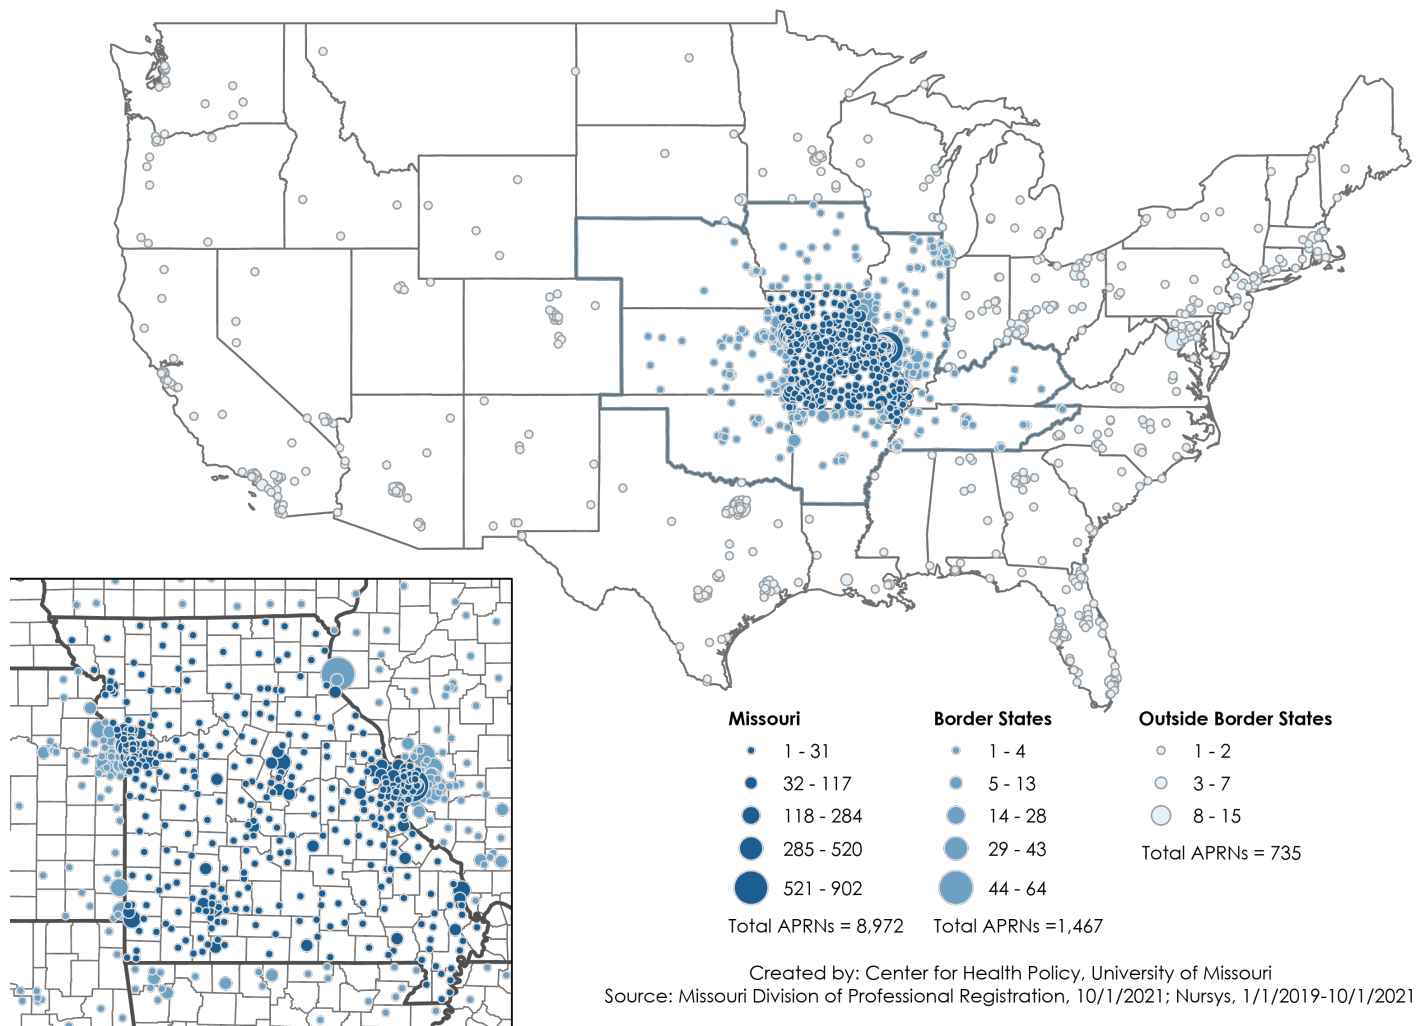 Missouri
1 - 31
32 - 117
118 - 284
285 - 520
521 - 902
Total APRNs = 8,972
Border States
1 - 4
5 - 13
14 - 28
29 - 43
44 - 64
Total APRNs =1,467
Outside Border States
1 - 2
3 - 7
8 - 15
Total APRNs = 735
Created by: Center for Health Policy, University of Missouri
Source: Missouri Division of Professional Registration, 10/1/2021; Nursys, 1/1/2019-10/1/2021